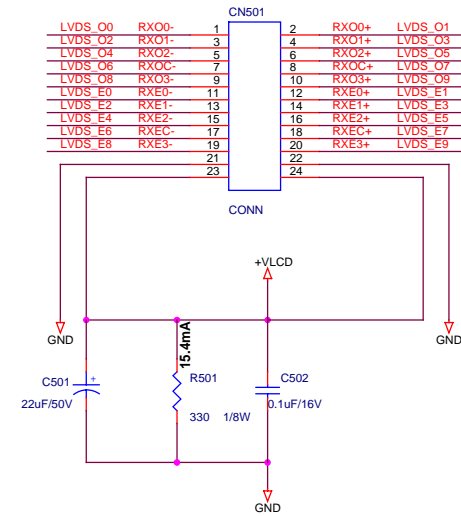 CN501
LVDS_O0 RXO0- 1 2 RXO0+ LVDS_O1
LVDS_O2 RXO1- 3 4 RXO1+ LVDS_O3
LVDS_O4 RXO2- 5 6 RXO2+ LVDS_O5
LVDS_O6 RXOC- 7 8 RXOC+ LVDS_O7
LVDS_O8 RXO3- 9 10 RXO3+ LVDS_O9
LVDS_E0 RXE0- 11 12 RXE0+ LVDS_E1
LVDS_E2 RXE1- 13 14 RXE1+ LVDS_E3
LVDS_E4 RXE2- 15 16 RXE2+ LVDS_E5
LVDS_E6 RXEC- 17 18 RXEC+ LVDS_E7
LVDS_E8 RXE3- 19 20 RXE3+ LVDS_E9
21 22
23 24
CONN
+VLCD
GND GND
15.4mA
C501 + R501 C502
22uF/50V 330 1/8W 0.1uF/16V
GND